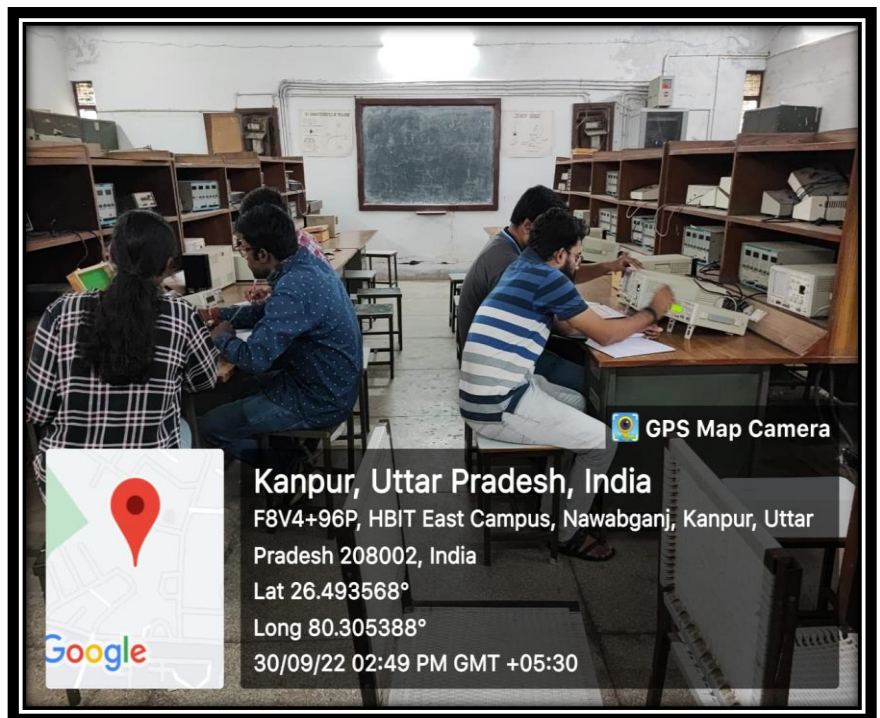 GPS Map Camera
Kanpur, Uttar Pradesh, India
F8V4+96P, HBIT East Campus, Nawabganj, Kanpur, Uttar
Pradesh 208002, India
Lat 26.493568°
Long 80.305388°
30/09/22 02:49 PM GMT +05:30
Google